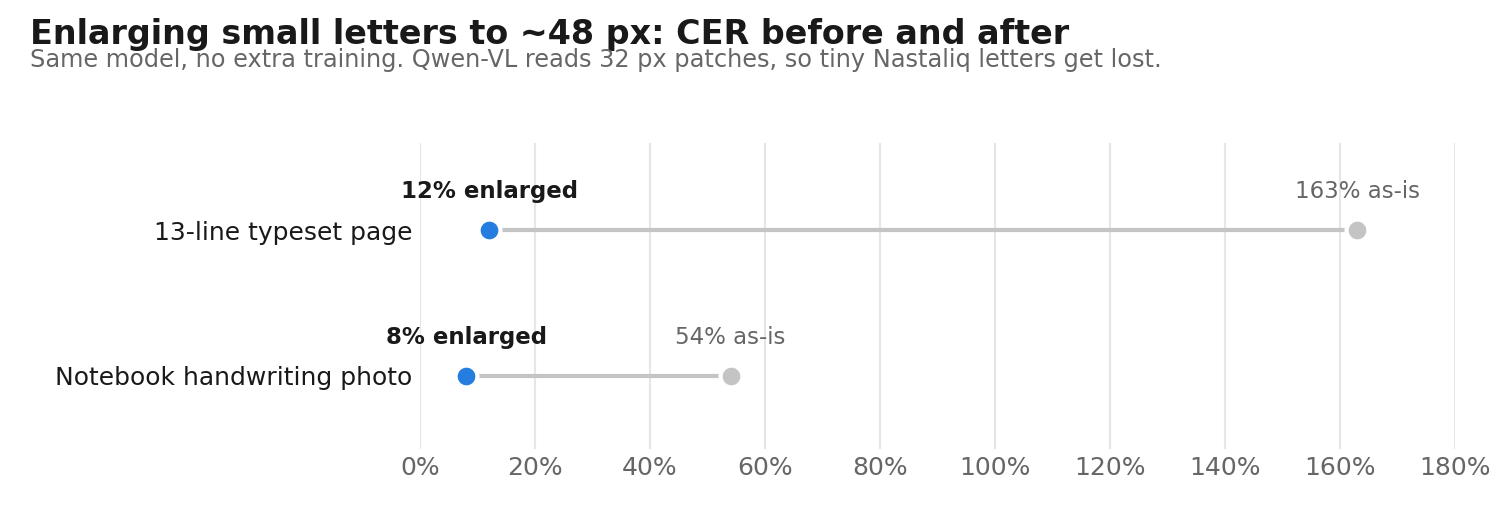 Enlarging small letters to ~48 px: CER before and after
Same model, no extra training. Qwen-VL reads 32 px patches, so tiny Nastaliq letters get lost.
12% enlarged 163% as-is
13-line typeset page
8% enlarged 54% as-is
Notebook handwriting photo
0% 20% 40% 60% 80% 100% 120% 140% 160% 180%